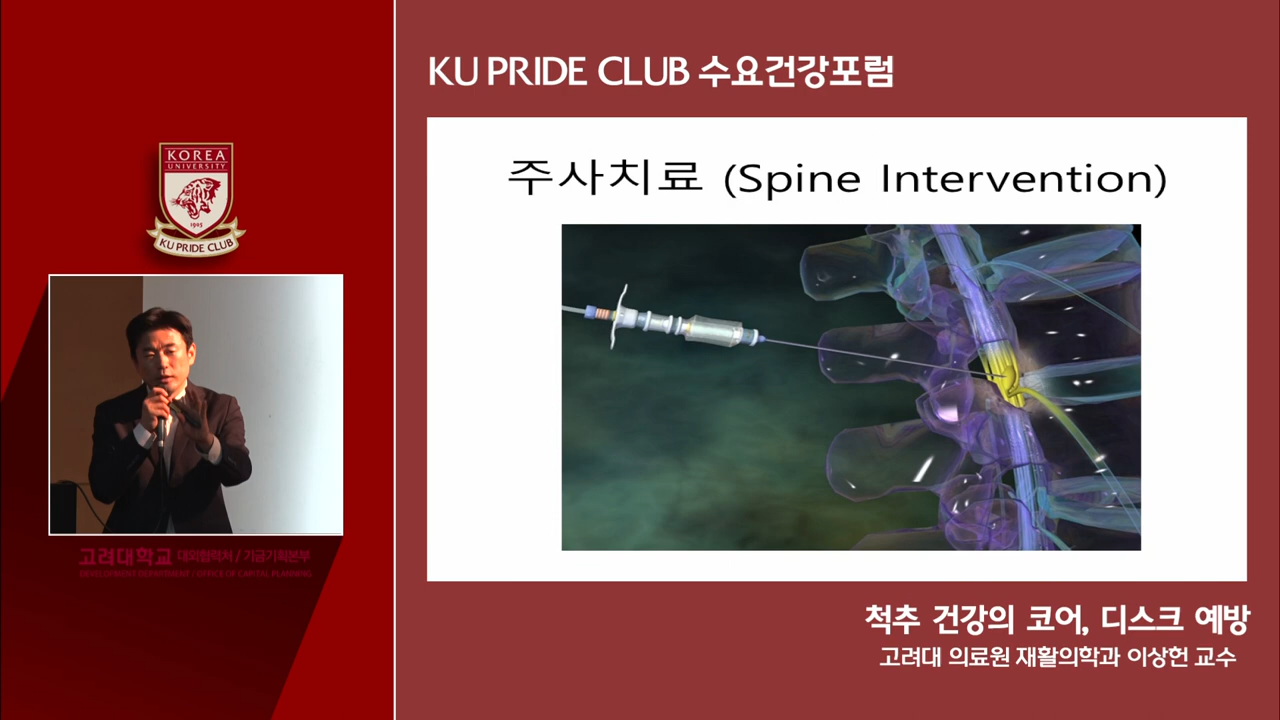 KU PRIDE CLUB 수요건강포럼
KOREA
UNIVERSITY
1905
KU PRIDE CLUB
주사치료 (Spine Intervention)
고려대학교 대외협력처 / 기금기획본부
DEVELOPMENT DEPARTMENT / OFFICE OF CAPITAL PLANNING
척추 건강의 코어, 디스크 예방
고려대 의료원 재활의학과 이상헌 교수